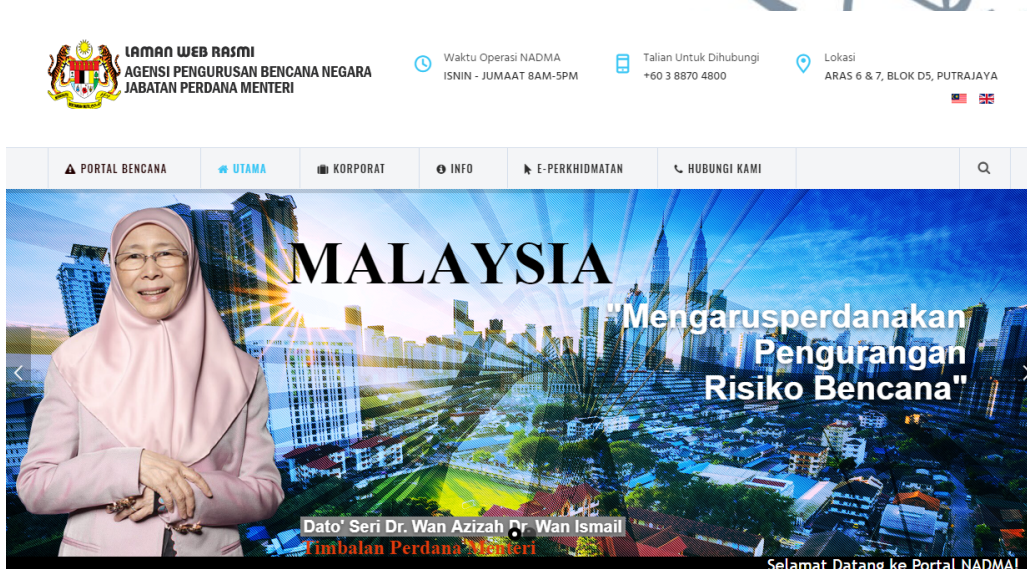 LAMAN WEB RASMI
AGENSI PENGURUSAN BENCANA NEGARA
JABATAN PERDANA MENTERI
Waktu Operasi NADMA
ISNIN - JUMAAT 8AM-5PM
Talian Untuk Dihubungi
+60 3 8870 4800
Lokasi
ARAS 6 & 7, BLOK D5, PUTRAJAYA
PORTAL BENCANA
UTAMA
KORPORAT
INFO
E-PERKHIDMATAN
HUBUNGI KAMI
MALAYSIA
"Mengarusperdanakan
Pengurangan
Risiko Bencana"
Dato' Seri Dr. Wan Azizah Dr. Wan Ismail
Timbalan Perdana Menteri
Selamat Datang ke Portal NADMA!